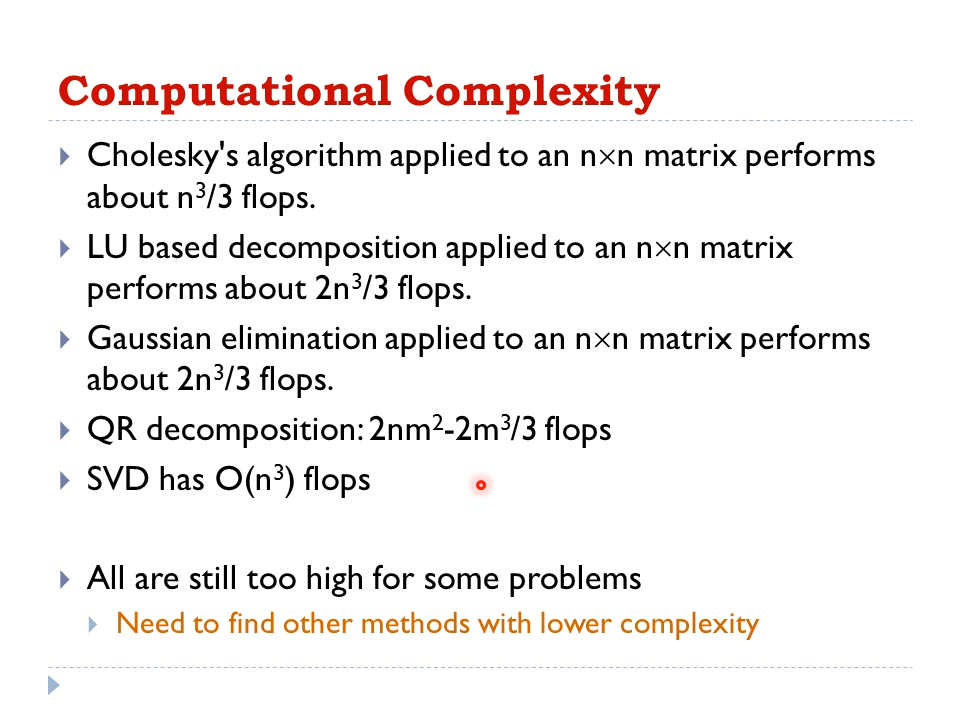 Computational Complexity
Cholesky's algorithm applied to an n×n matrix performs
about n³/3 flops.
LU based decomposition applied to an n×n matrix
performs about 2n³/3 flops.
Gaussian elimination applied to an n×n matrix performs
about 2n³/3 flops.
QR decomposition: 2nm²-2m³/3 flops
SVD has O(n³) flops
All are still too high for some problems
Need to find other methods with lower complexity